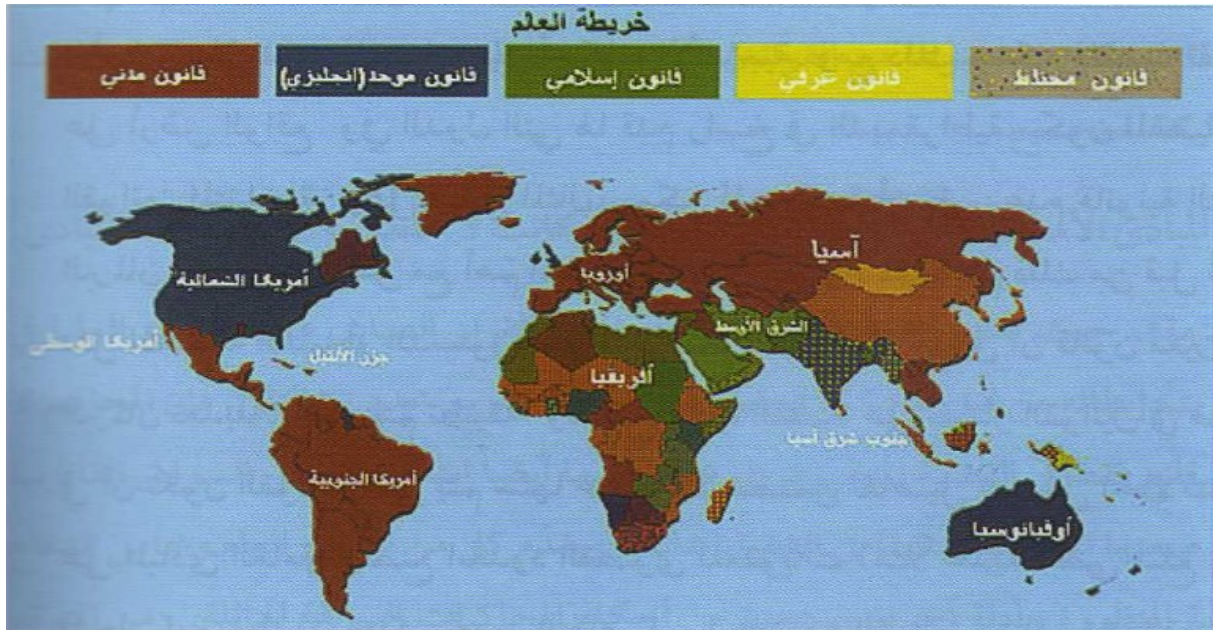 خريطة العالم
قانون مختلط
قانون عرفي
قانون إسلامي
قانون موحد(انجليزي)
قانون مدني
آسيا
أوروبا
أمريكا الشمالية
الشرق الأوسط
أمريكا الوسطى
جزر الأنتيل
أفريقيا
جنوب شرق آسيا
أمريكا الجنوبية
أوقيانوسيا